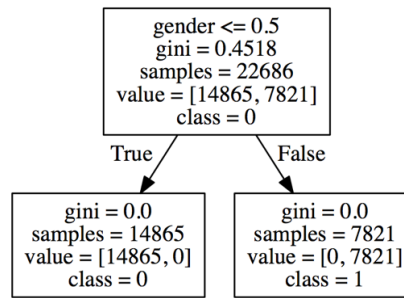 gender <= 0.5
gini = 0.4518
samples = 22686
value = [14865, 7821]
class = 0
True
False
gini = 0.0
samples = 14865
value = [14865, 0]
class = 0
gini = 0.0
samples = 7821
value = [0, 7821]
class = 1